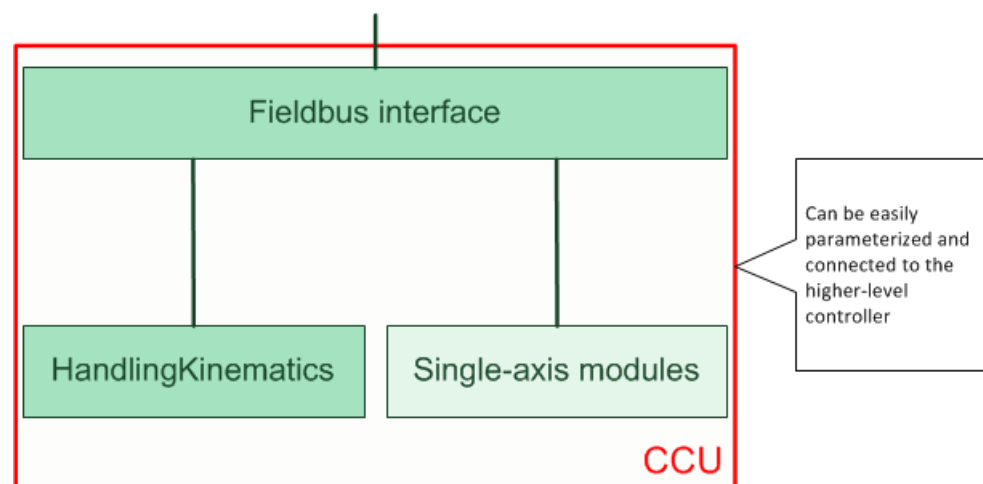 Fieldbus interface
Can be easily
parameterized and
connected to the
higher-level
controller
HandlingKinematics
Single-axis modules
CCU